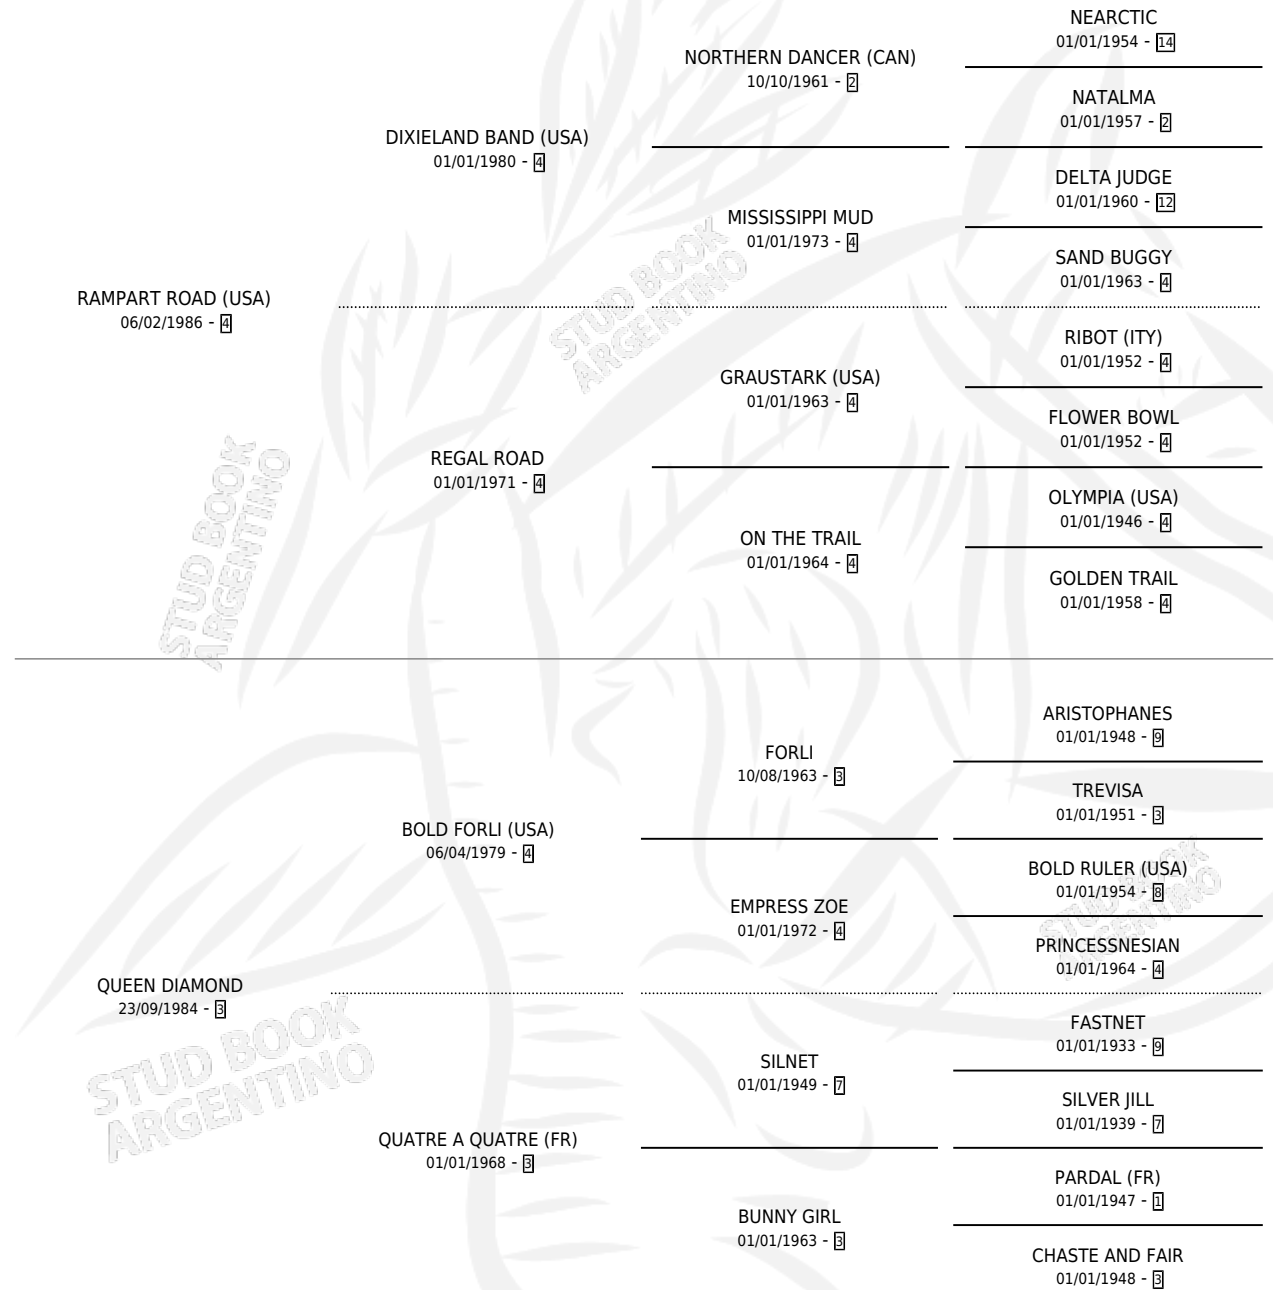 NEARCTIC
01/01/1954 - 14
NORTHERN DANCER (CAN)
10/10/1961 - 2
NATALMA
01/01/1957 - 2
DIXIELAND BAND (USA)
01/01/1980 - 4
DELTA JUDGE
01/01/1960 - 12
MISSISSIPPI MUD
01/01/1973 - 4
SAND BUGGY
01/01/1963 - 4
RAMPART ROAD (USA)
06/02/1986 - 4
STUD BOOK
ARGENTINO
RIBOT (ITY)
01/01/1952 - 4
GRAUSTARK (USA)
01/01/1963 - 4
FLOWER BOWL
01/01/1952 - 4
REGAL ROAD
01/01/1971 - 4
OLYMPIA (USA)
01/01/1946 - 4
ON THE TRAIL
01/01/1964 - 4
GOLDEN TRAIL
01/01/1958 - 4
STUD BOOK
ARGENTINO
ARISTOPHANES
01/01/1948 - 9
FORLI
10/08/1963 - 3
TREVISA
01/01/1951 - 3
BOLD FORLI (USA)
06/04/1979 - 4
BOLD RULER (USA)
01/01/1954 - 8
EMPRESS ZOE
01/01/1972 - 4
STUD BOOK
ARGENTINO
PRINCESSNESIAN
01/01/1964 - 4
QUEEN DIAMOND
23/09/1984 - 3
FASTNET
01/01/1933 - 9
SILNET
01/01/1949 - 7
SILVER JILL
01/01/1939 - 7
STUD BOOK
ARGENTINO
QUATRE A QUATRE (FR)
01/01/1968 - 3
PARDAL (FR)
01/01/1947 - 1
BUNNY GIRL
01/01/1963 - 3
CHASTE AND FAIR
01/01/1948 - 3